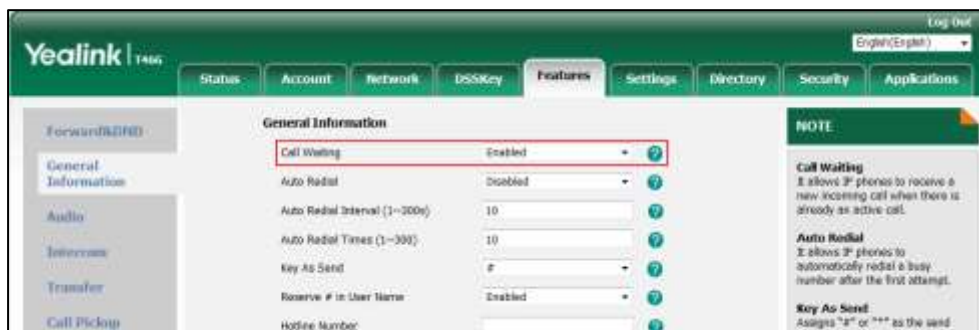 Log Out
English(English)
Yealink T46G
Status Account Network DSSKey Features Settings Directory Security Applications
Forward&DND
General Information
Audio
Intercom
Transfer
Call Pickup
General Information
Call Waiting Enabled
Auto Redial Disabled
Auto Redial Interval (1~300s) 10
Auto Redial Times (1~300) 10
Key As Send #
Reserve # in User Name Enabled
Hotline Number
NOTE
Call Waiting
It allows IP phones to receive a
new incoming call when there is
already an active call.
Auto Redial
It allows IP phones to
automatically redial a busy
number after the first attempt.
Key As Send
Assigns "#" or "*" as the send